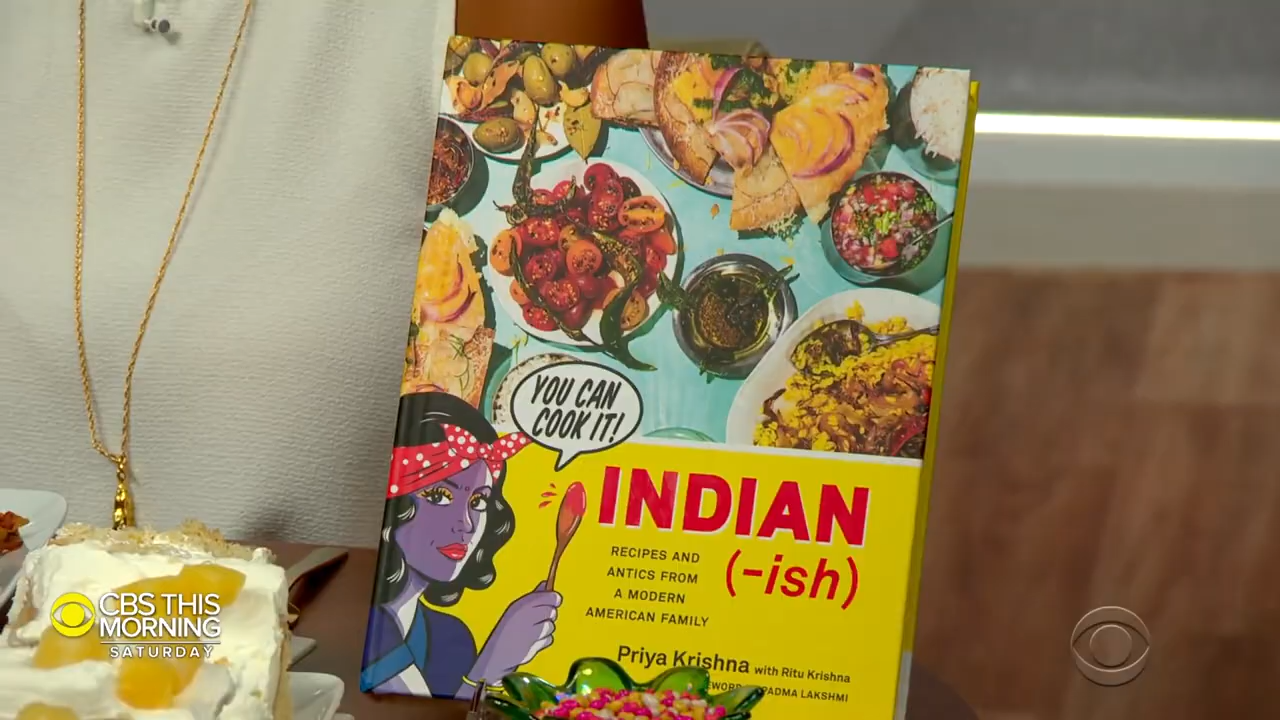 YOU CAN
COOK IT!
INDIAN
(-ish)
RECIPES AND
ANTICS FROM
A MODERN
AMERICAN FAMILY
Priya Krishna with Ritu Krishna
PADMA LAKSHMI
CBS THIS
MORNING
SATURDAY